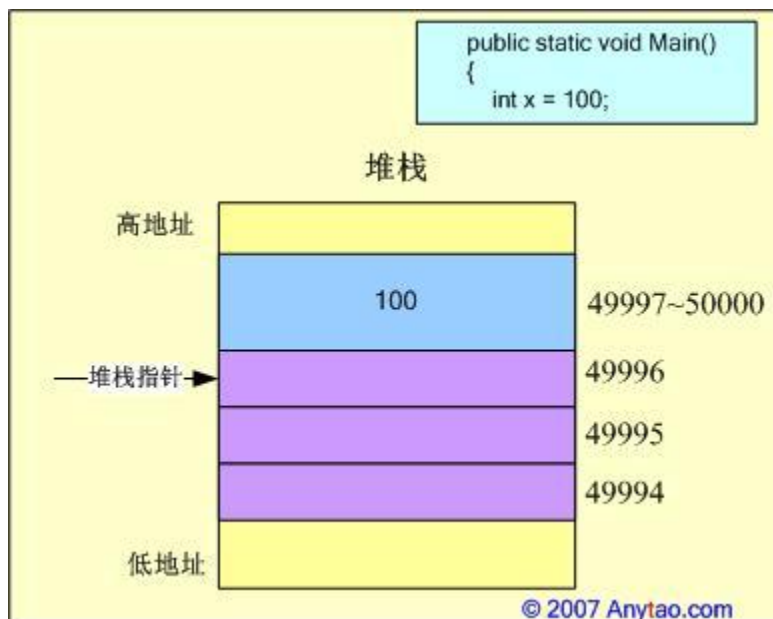 public static void Main()
{
int x = 100;
堆栈
高地址
100
49997~50000
堆栈指针
49996
49995
49994
低地址
© 2007 Anytao.com